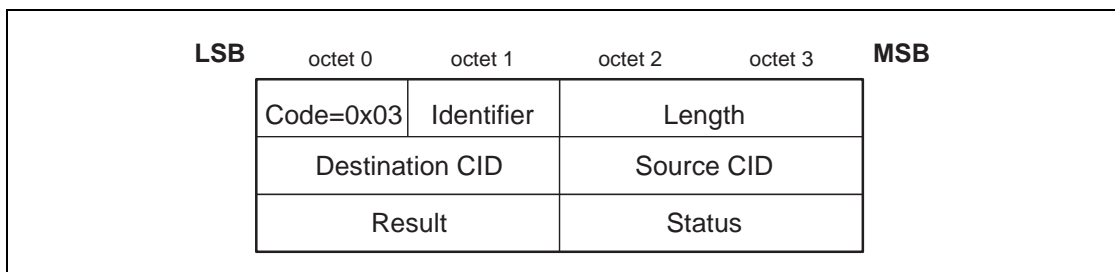 LSB octet 0 octet 1 octet 2 octet 3 MSB
Code=0x03 Identifier Length
Destination CID Source CID
Result Status